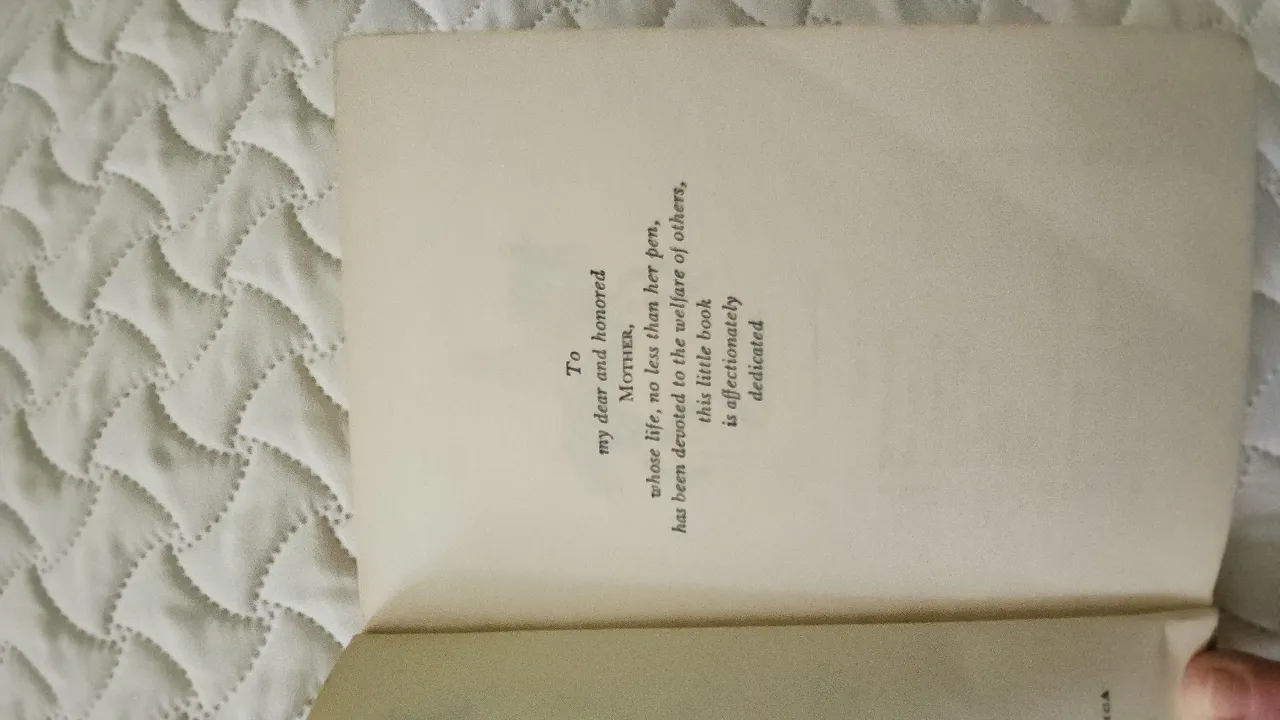 To
my dear and honored
MOTHER,
whose life, no less than her pen,
has been devoted to the welfare of others,
this little book
is affectionately
dedicated